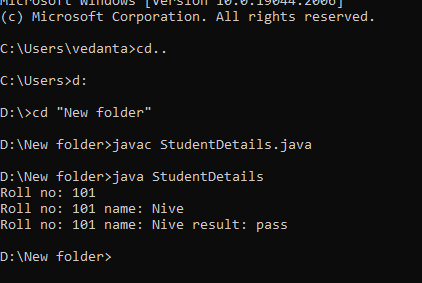 Microsoft Windows [Version 10.0.19044.2006]
(c) Microsoft Corporation. All rights reserved.
C:\Users\vedanta>cd..
C:\Users>d:
D:\>cd "New folder"
D:\New folder>javac StudentDetails.java
D:\New folder>java StudentDetails
Roll no: 101
Roll no: 101 name: Nive
Roll no: 101 name: Nive result: pass
D:\New folder>